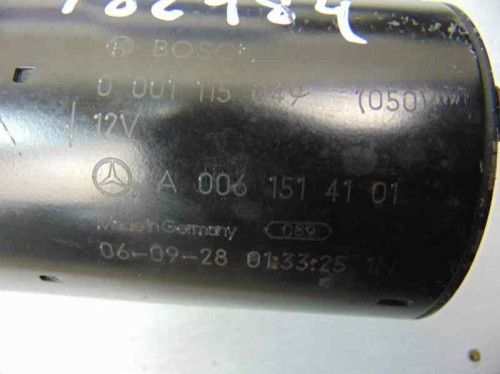 BOSCH
0 001 115 049 (050)
12V
A 006 151 41 01
Made in Germany 089
06-09-28 01:33:25